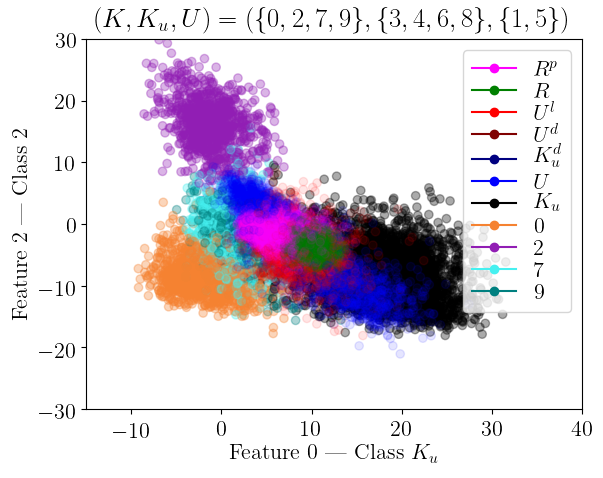 (K, K_u, U) = ({0, 2, 7, 9}, {3, 4, 6, 8}, {1, 5})
30
20
10
0
−10
−20
−30
Feature 2 — Class 2
R^p
R
U^l
U^d
K_u^d
U
K_u
0
2
7
9
−10
0
10
20
30
40
Feature 0 — Class K_u